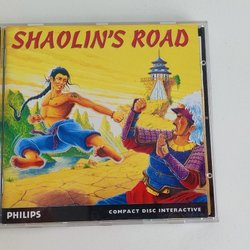 SHAOLIN'S ROAD
PHILIPS
COMPACT DISC INTERACTIVE